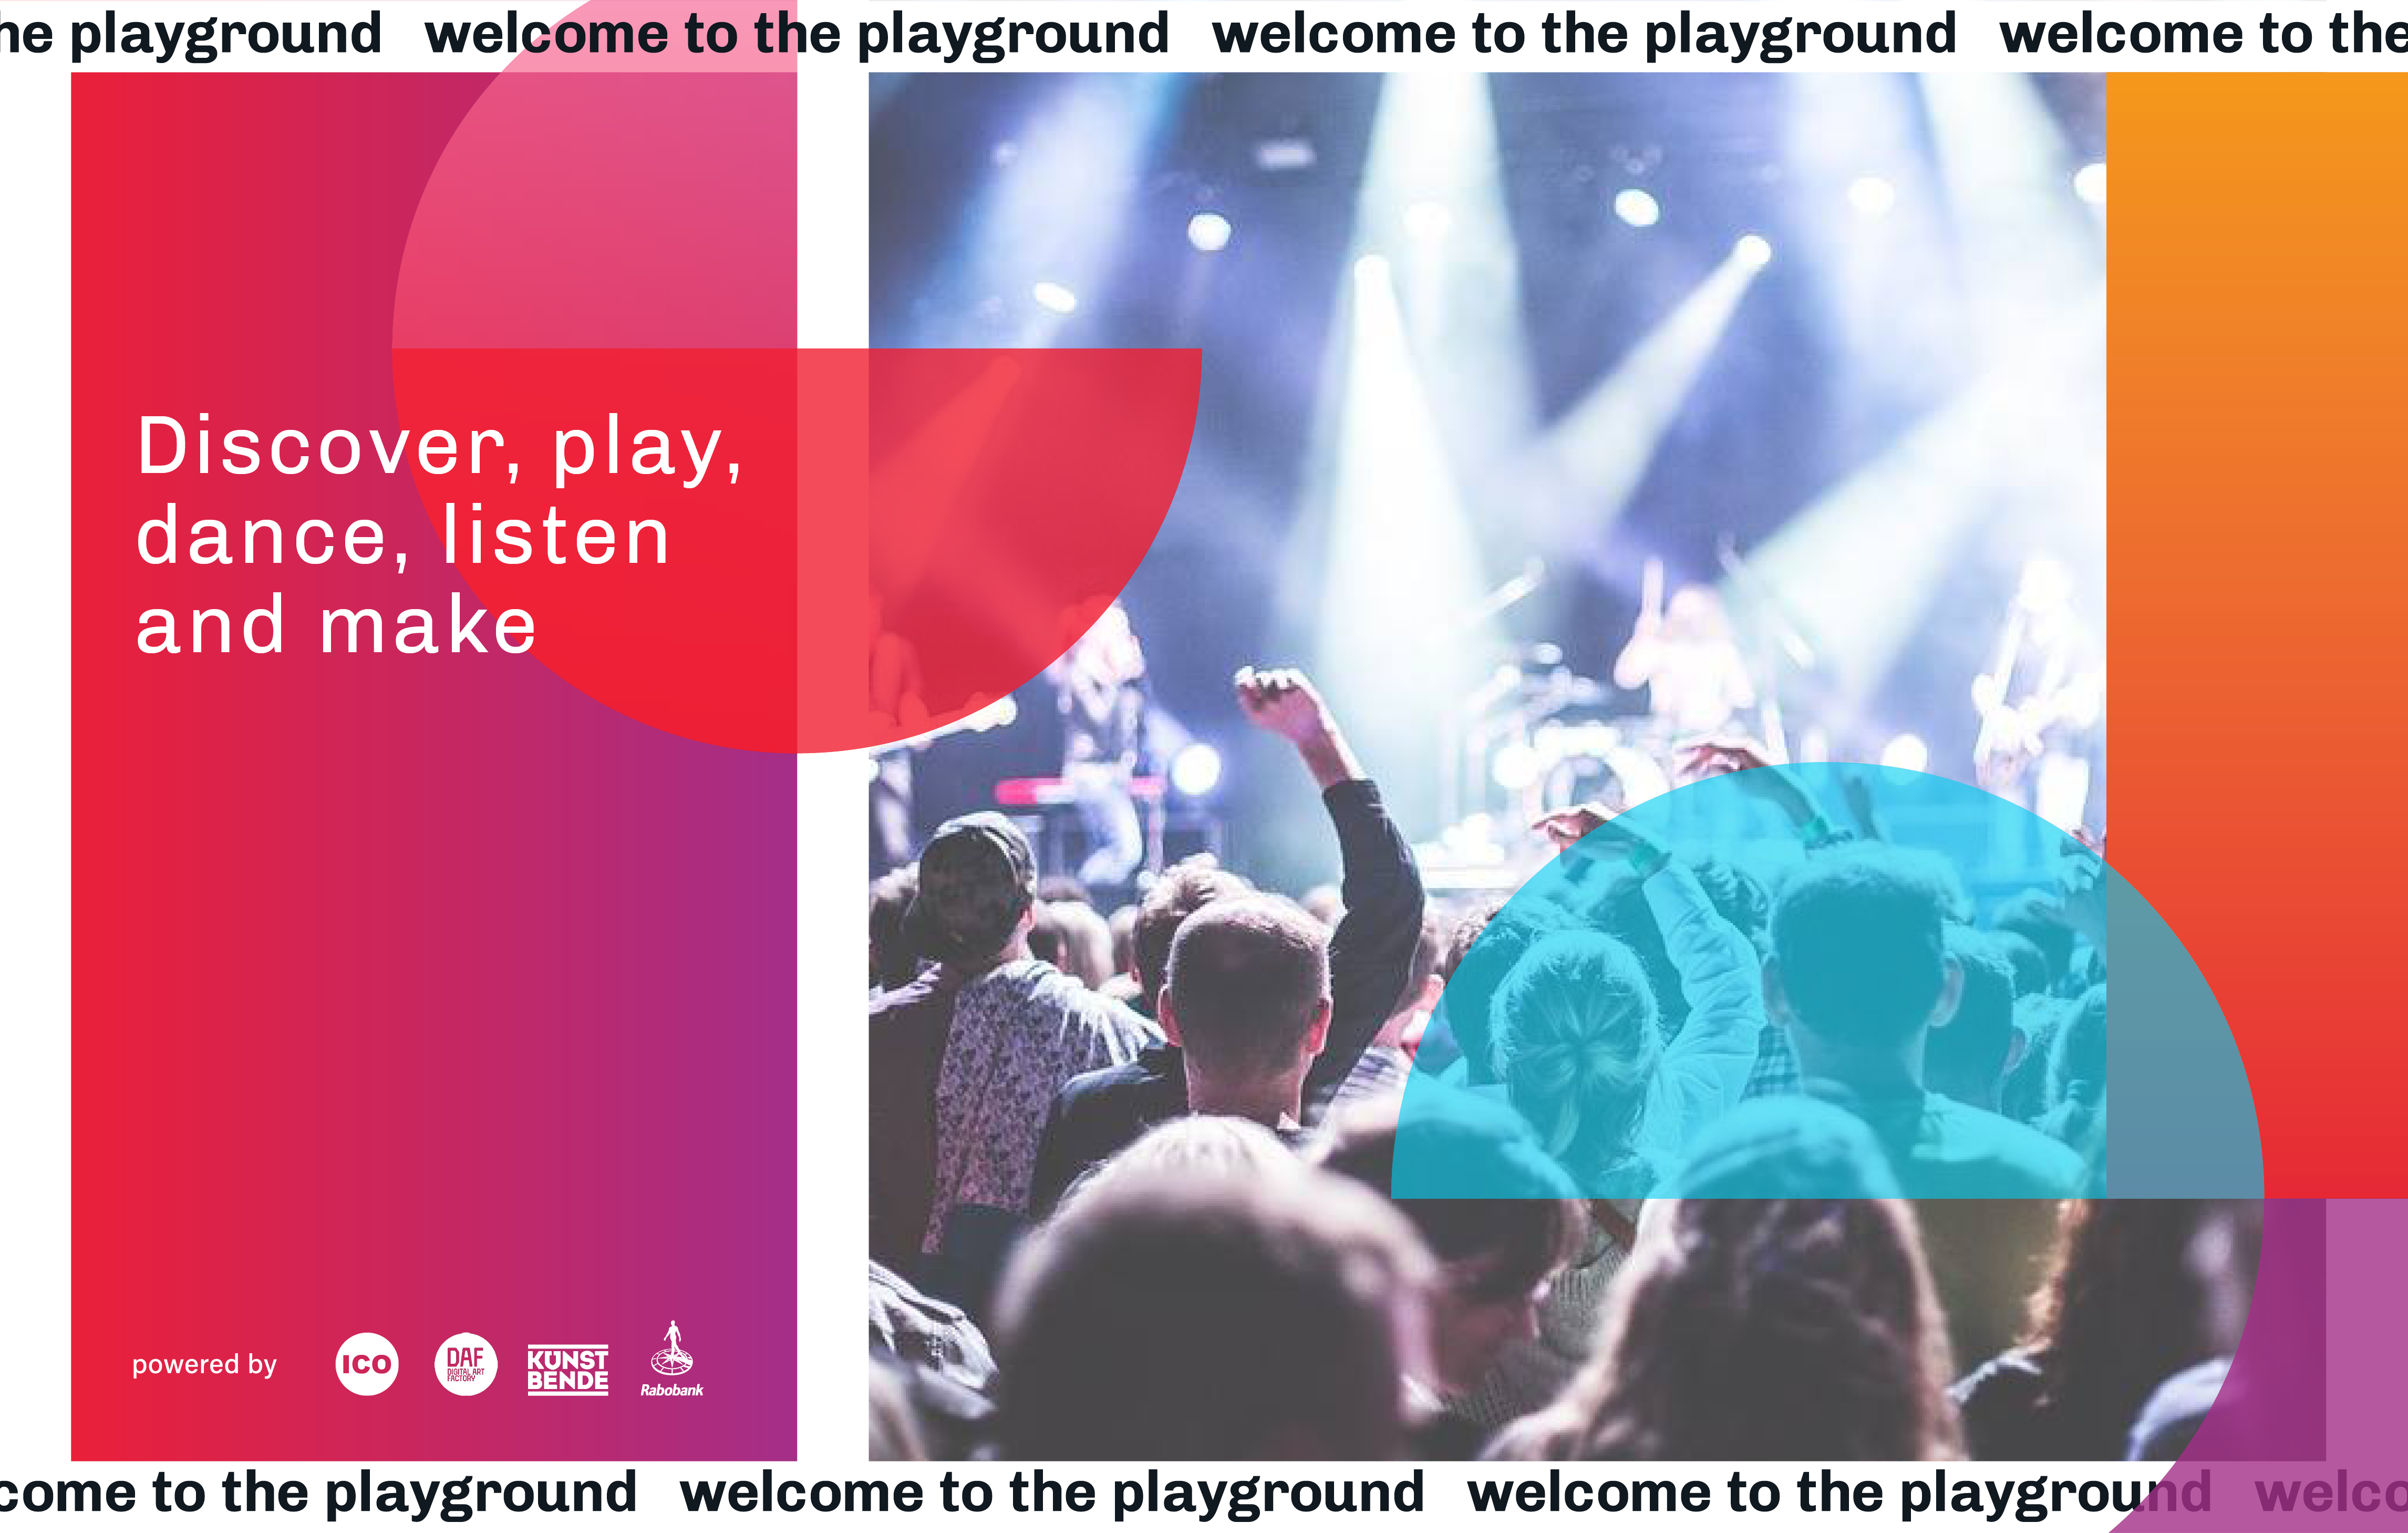 he playground welcome to the playground welcome to the playground welcome to the
Discover, play,
dance, listen
and make
powered by
ICO
DAF
DIGITAL ART
FACTORY
KUNST
BENDE
Rabobank
come to the playground welcome to the playground welcome to the playground welco